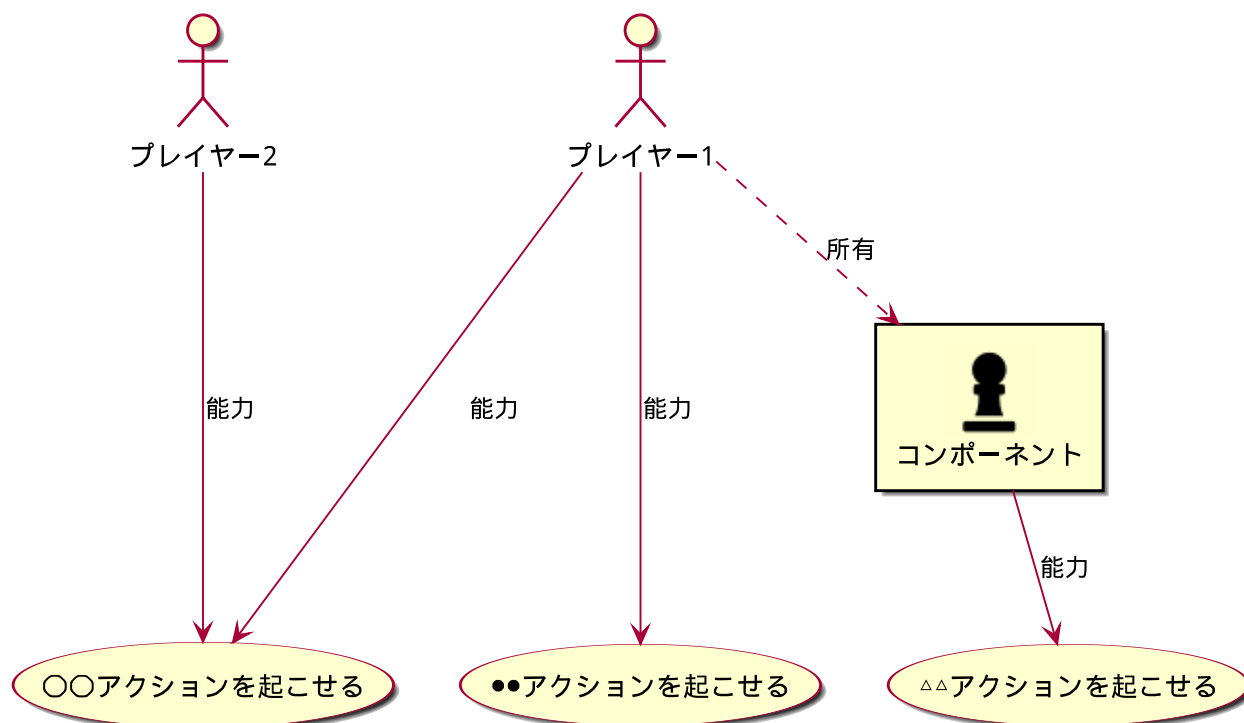 プレイヤー2
プレイヤー1
所有
能力
能力
能力
コンポーネント
能力
〇〇アクションを起こせる
●●アクションを起こせる
△△アクションを起こせる